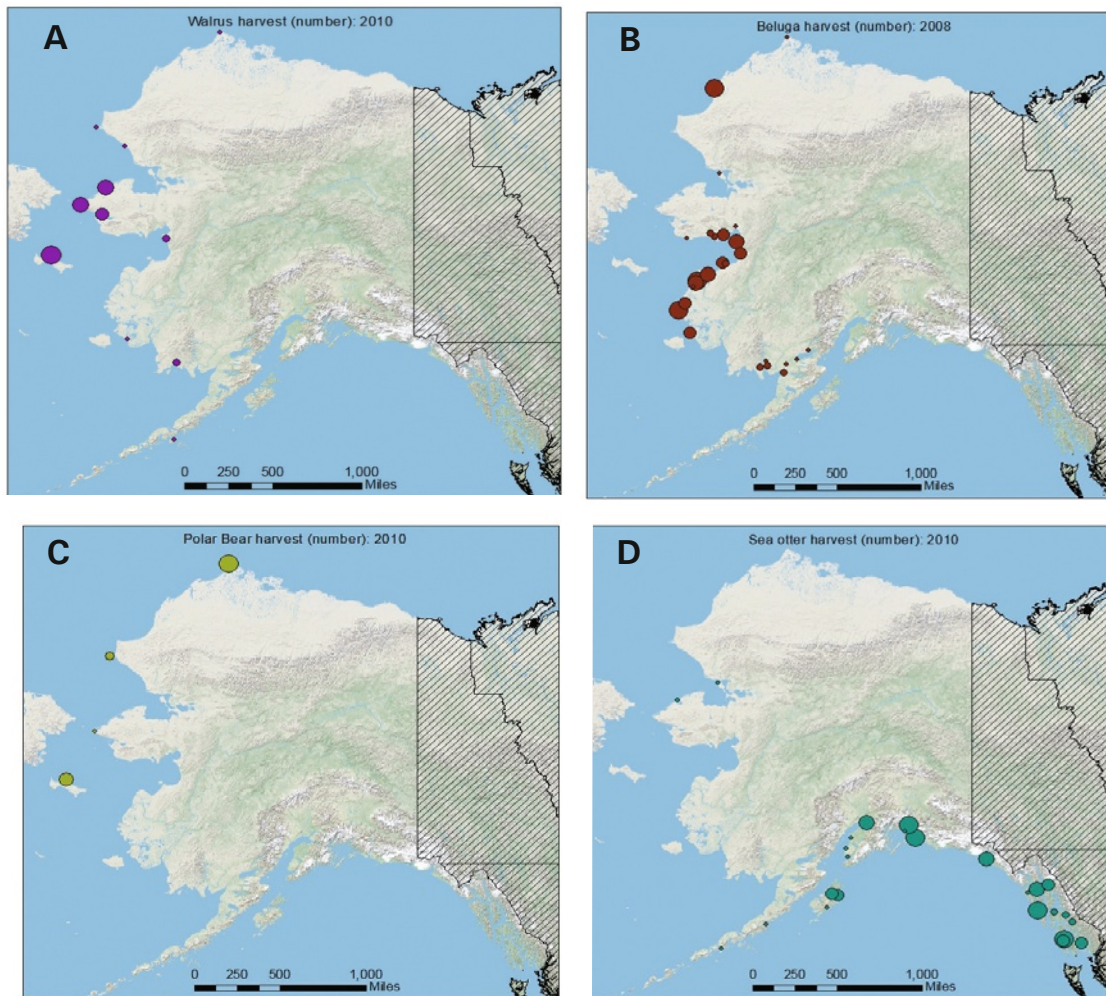 A
Walrus harvest (number): 2010
0 250 500 1,000
Miles
B
Beluga harvest (number): 2008
0 250 500 1,000
Miles
C
Polar Bear harvest (number): 2010
0 250 500 1,000
Miles
D
Sea otter harvest (number): 2010
0 250 500 1,000
Miles